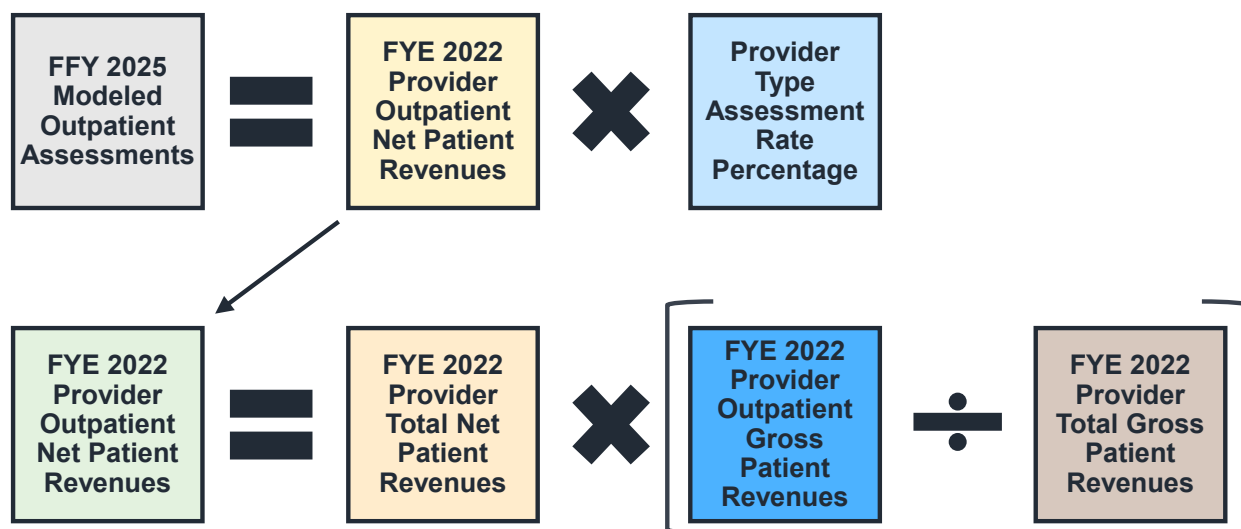 FFY 2025
Modeled
Outpatient
Assessments
=
FYE 2022
Provider
Outpatient
Net Patient
Revenues
×
Provider
Type
Assessment
Rate
Percentage
FYE 2022
Provider
Outpatient
Net Patient
Revenues
=
FYE 2022
Provider
Total Net
Patient
Revenues
×
FYE 2022
Provider
Outpatient
Gross
Patient
Revenues
÷
FYE 2022
Provider
Total Gross
Patient
Revenues